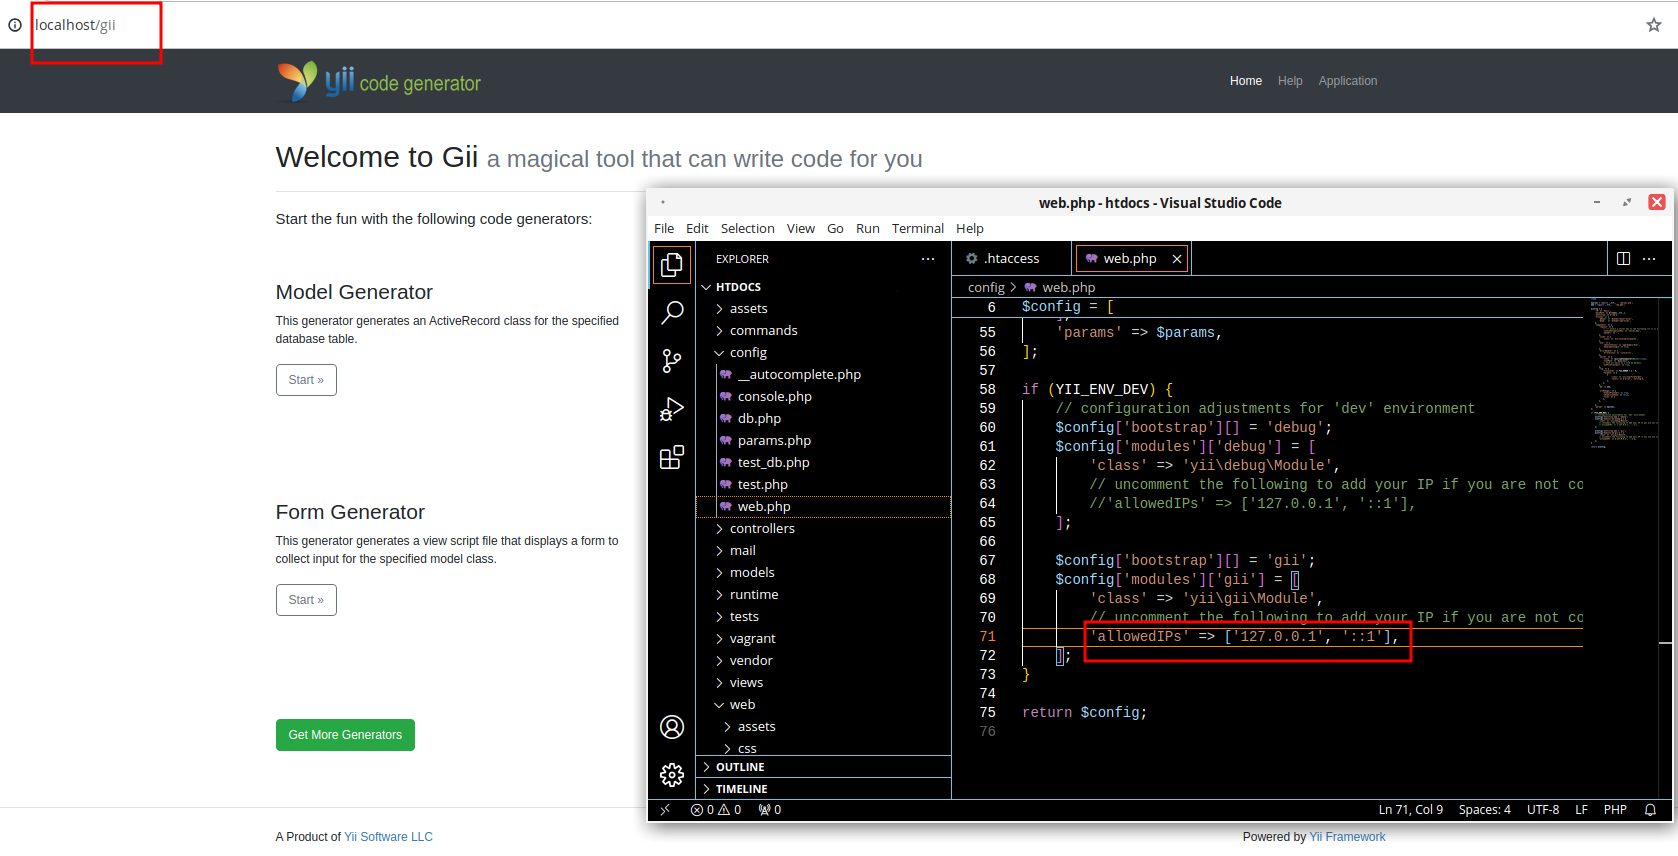 localhost/gii
yii code generator
Home Help Application
Welcome to Gii a magical tool that can write code for you
Start the fun with the following code generators:
Model Generator
This generator generates an ActiveRecord class for the specified
database table.
Start »
Form Generator
This generator generates a view script file that displays a form to
collect input for the specified model class.
Start »
Get More Generators
A Product of Yii Software LLC
Powered by Yii Framework
web.php - htdocs - Visual Studio Code
File Edit Selection View Go Run Terminal Help
EXPLORER
HTDOCS
assets
commands
config
__autocomplete.php
console.php
db.php
params.php
test_db.php
test.php
web.php
controllers
mail
models
runtime
tests
vagrant
vendor
views
web
assets
css
OUTLINE
TIMELINE
.htaccess
web.php
config > web.php
6 $config = [
55 'params' => $params,
56 ];
57
58 if (YII_ENV_DEV) {
59 // configuration adjustments for 'dev' environment
60 $config['bootstrap'][] = 'debug';
61 $config['modules']['debug'] = [
62 'class' => 'yii\debug\Module',
63 // uncomment the following to add your IP if you are not co
64 //'allowedIPs' => ['127.0.0.1', '::1'],
65 ];
66
67 $config['bootstrap'][] = 'gii';
68 $config['modules']['gii'] = [
69 'class' => 'yii\gii\Module',
70 // uncomment the following to add your IP if you are not co
71 'allowedIPs' => ['127.0.0.1', '::1'],
72 ];
73 }
74
75 return $config;
76
0 0 0
Ln 71, Col 9 Spaces: 4 UTF-8 LF PHP